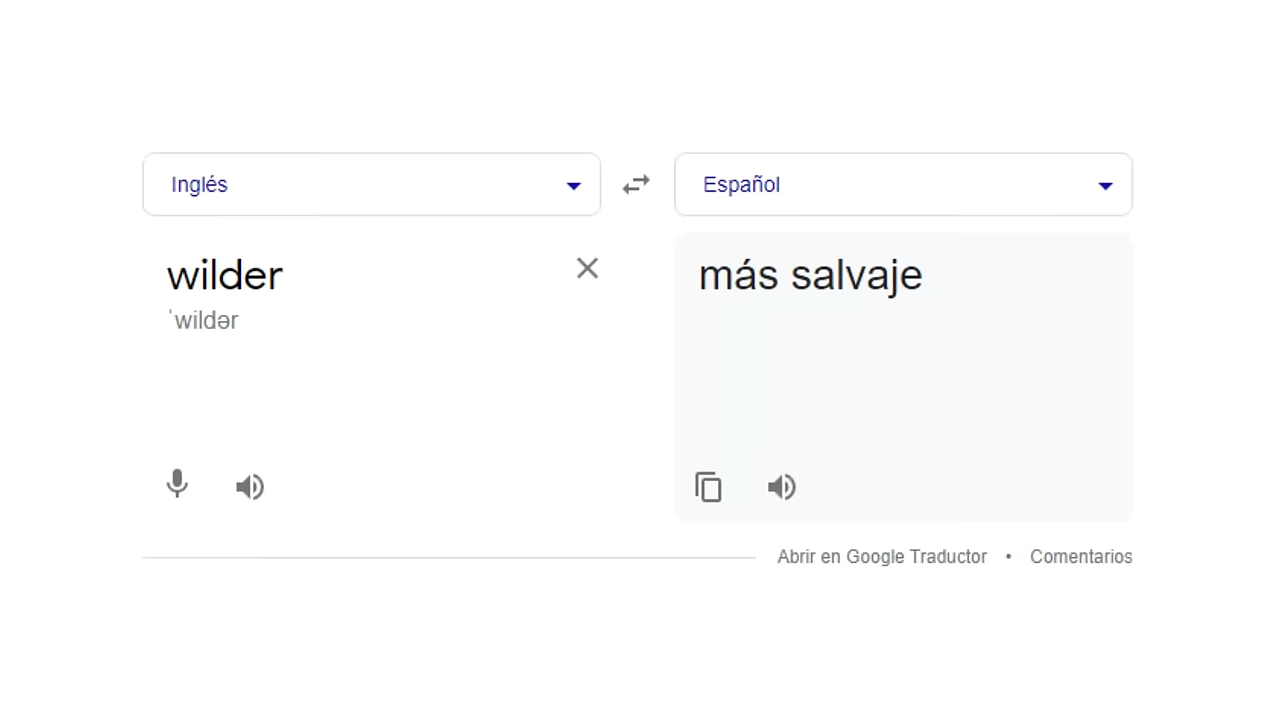 Inglés
Español
wilder
más salvaje
ˈwildər
Abrir en Google Traductor • Comentarios